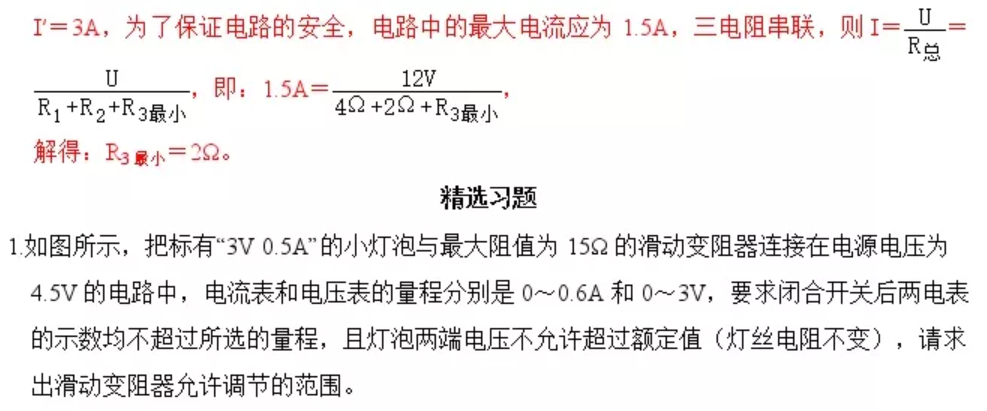 I′=3A，为了保证电路的安全，电路中的最大电流应为 1.5A，三电阻串联，则 I=U/R总=
U/(R₁+R₂+R₃最小)，即：1.5A=12V/(4Ω+2Ω+R₃最小)，
解得：R₃最小=2Ω。
精选习题
1.如图所示，把标有“3V 0.5A”的小灯泡与最大阻值为 15Ω 的滑动变阻器连接在电源电压为
4.5V 的电路中，电流表和电压表的量程分别是 0～0.6A 和 0～3V，要求闭合开关后两电表
的示数均不超过所选的量程，且灯泡两端电压不允许超过额定值（灯丝电阻不变），请求
出滑动变阻器允许调节的范围。